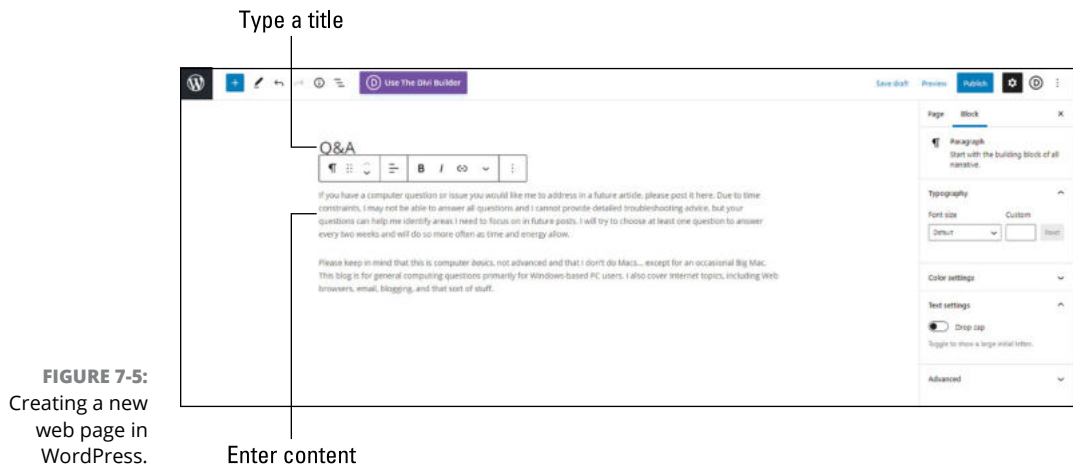 Type a title
Use The Divi Builder
Save draft Preview Publish
Page Block
Q&A
Paragraph
Start with the building block of all
narrative.
B I
If you have a computer question or issue you would like me to address in a future article, please post it here. Due to time
constraints, I may not be able to answer all questions and I cannot provide detailed troubleshooting advice, but your
questions can help me identify areas I need to focus on in future posts. I will try to choose at least one question to answer
every two weeks and will do so more often as time and energy allow.
Typography
Font size Custom
Default Reset
Please keep in mind that this is computer basics, not advanced and that I don't do Macs... except for an occasional Big Mac.
This blog is for general computing questions primarily for Windows-based PC users. I also cover Internet topics, including Web
browsers, email, blogging, and that sort of stuff.
Color settings
Text settings
Drop cap
Toggle to show a large initial letter.
Advanced
FIGURE 7-5:
Creating a new
web page in
WordPress.
Enter content